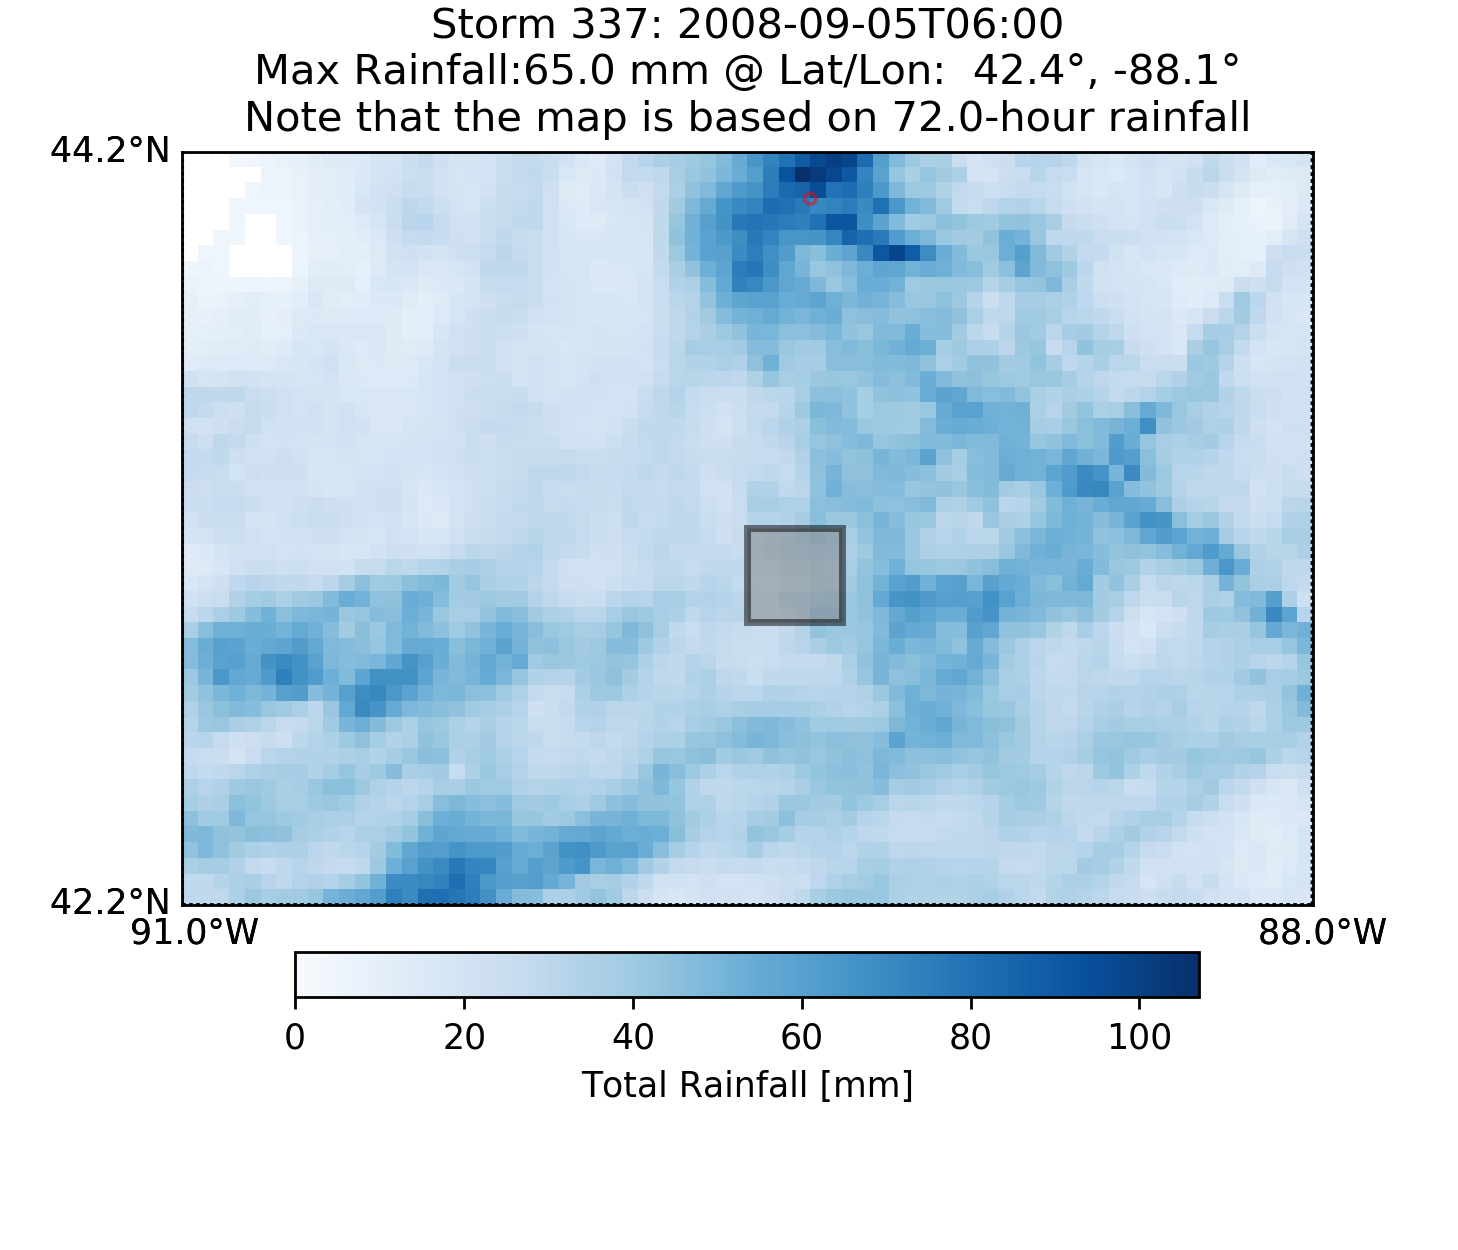 Storm 337: 2008-09-05T06:00
Max Rainfall:65.0 mm @ Lat/Lon:  42.4°, -88.1°
Note that the map is based on 72.0-hour rainfall
44.2°N
42.2°N
91.0°W 88.0°W
0 20 40 60 80 100
Total Rainfall [mm]